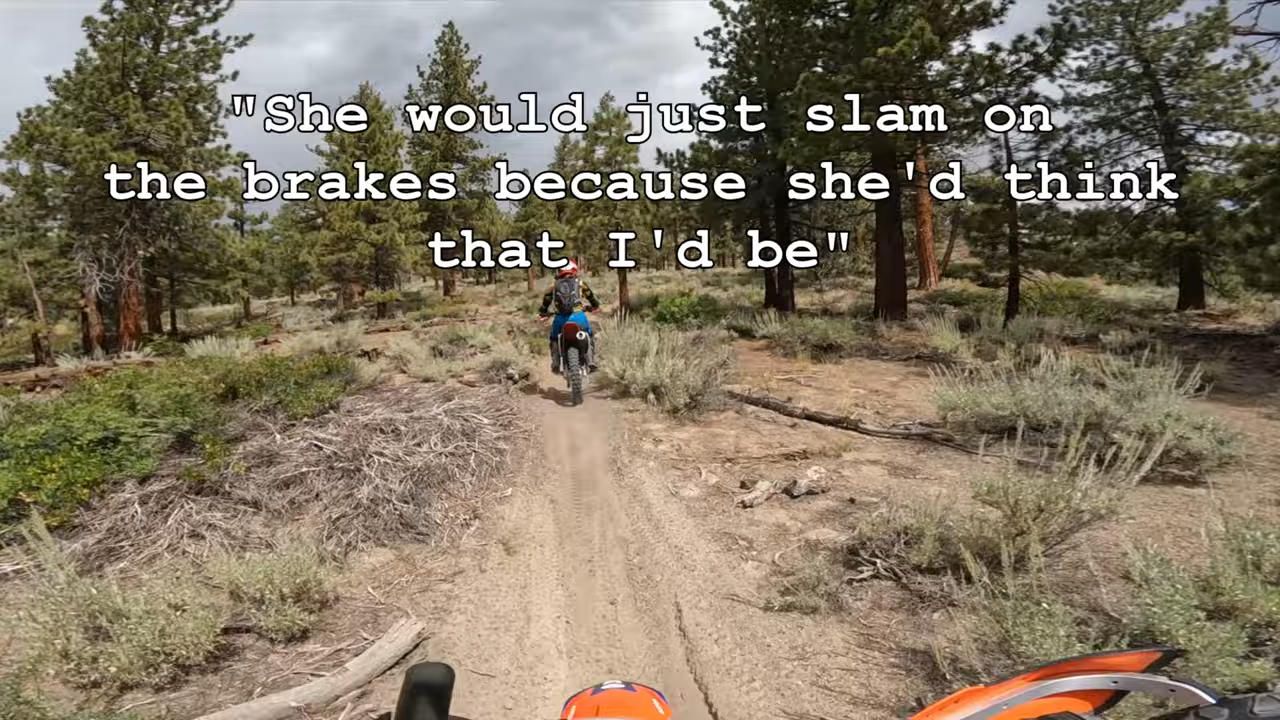 "She would just slam on
the brakes because she'd think
that I'd be"